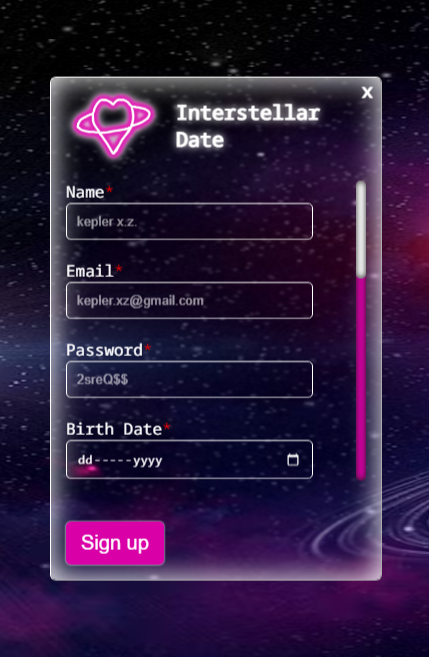 x
Interstellar
Date
Name*
kepler x.z.
Email*
kepler.xz@gmail.com
Password*
2sreQ$$
Birth Date*
dd-----yyyy
Sign up